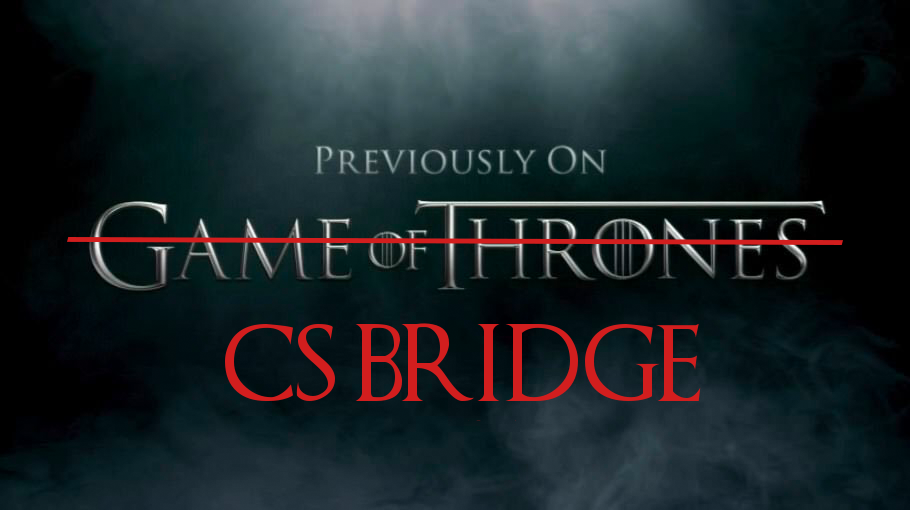 PREVIOUSLY ON
GAME OF THRONES
CS BRIDGE